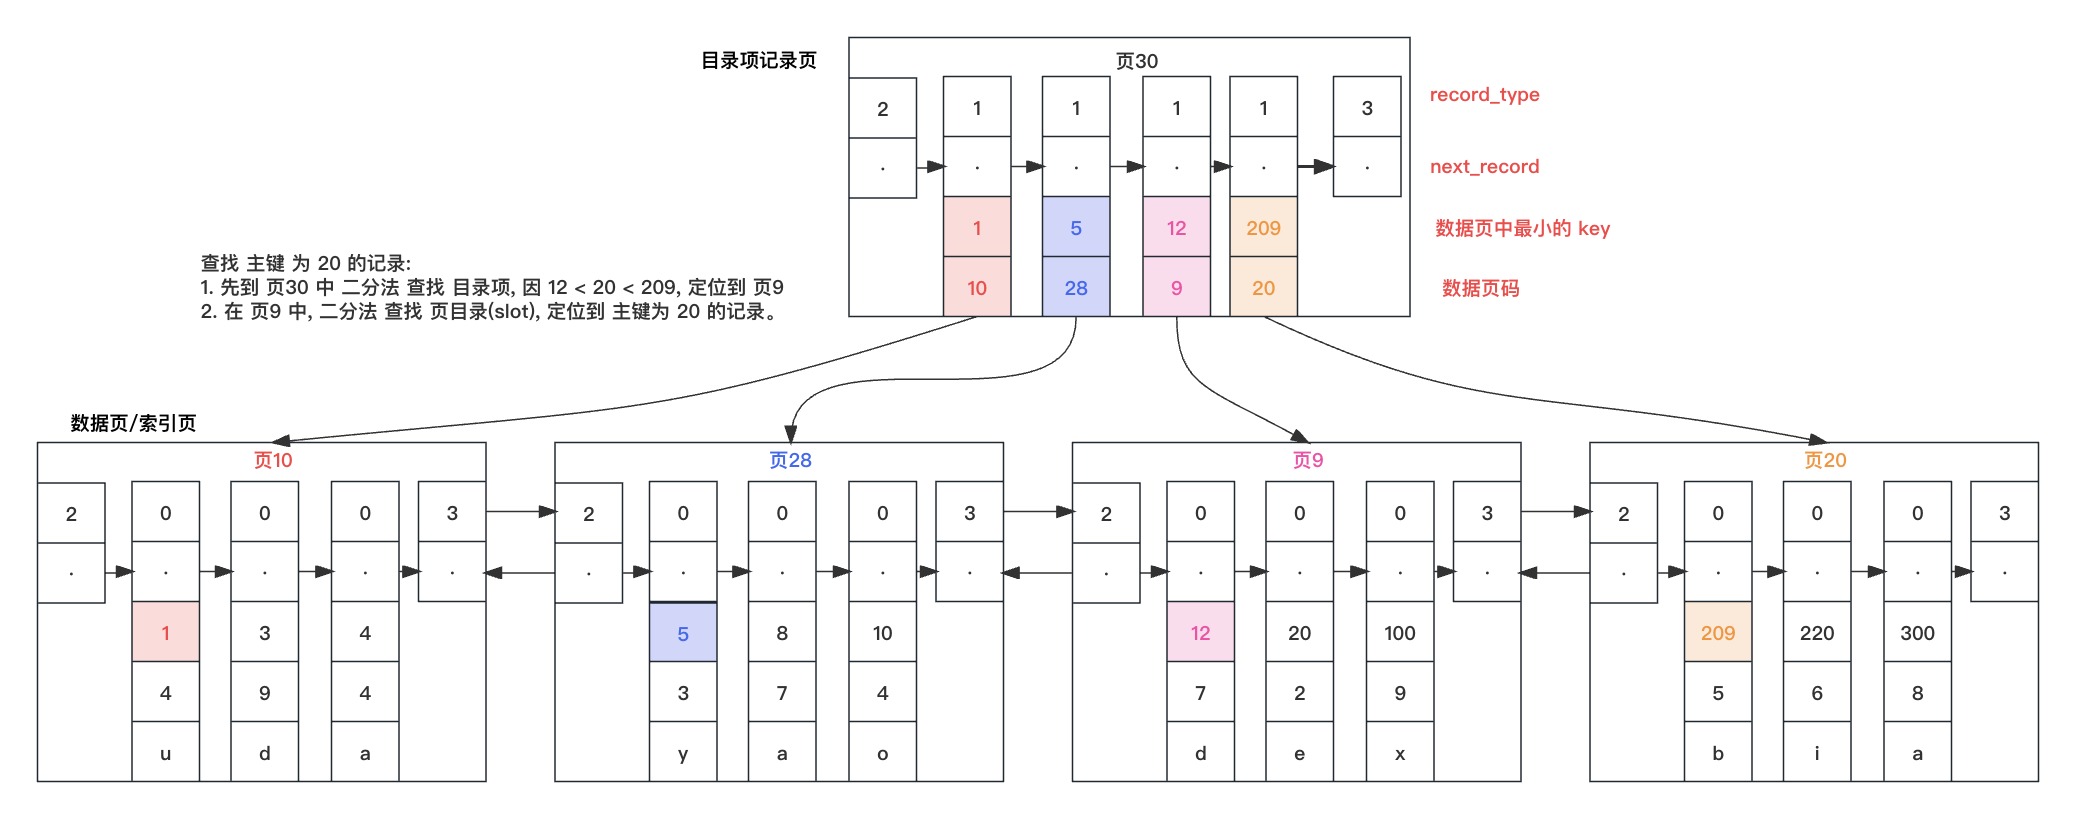 目录项记录页
页30
2 1 1 1 1 3
record_type
· · · · · ·
next_record
1 5 12 209
数据页中最小的 key
10 28 9 20
数据页码
查找 主键 为 20 的记录:
1. 先到 页30 中 二分法 查找 目录项, 因 12 < 20 < 209, 定位到 页9
2. 在 页9 中, 二分法 查找 页目录(slot), 定位到 主键为 20 的记录。
数据页/索引页
页10
2 0 0 0 3
· · · · ·
1 3 4
4 9 4
u d a
页28
2 0 0 0 3
· · · · ·
5 8 10
3 7 4
y a o
页9
2 0 0 0 3
· · · · ·
12 20 100
7 2 9
d e x
页20
2 0 0 0 3
· · · · ·
209 220 300
5 6 8
b i a